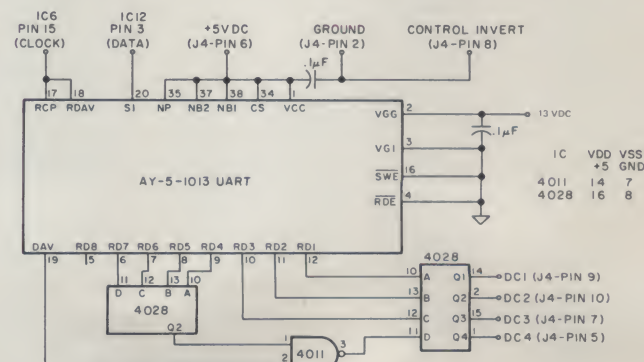 IC6 IC12 +5VDC GROUND CONTROL INVERT
PIN 15 PIN 3 (J4-PIN 6) (J4-PIN 2) (J4-PIN 8)
(CLOCK) (DATA)
.1µF
17 18 20 35 37 38 34 1
RCP RDAV SI NP NB2 NB1 CS VCC
VGG 2 13 VDC
.1µF
VGI 3
IC VDD VSS
+5 GND
SWE 16
4011 14 7
AY-5-1013 UART
RDE 4
4028 16 8
DAV RD8 RD7 RD6 RD5 RD4 RD3 RD2 RD1
19 5 6 7 8 9 10 11 12
4028
10 A Q1 14 DC1 (J4-PIN 9)
11 12 13 10
D C B A
13 B Q2 2 DC2 (J4-PIN 10)
4028
12 C Q3 15 DC3 (J4-PIN 7)
Q2
11 D Q4 1 DC4 (J4-PIN 5)
1 4011 3
2